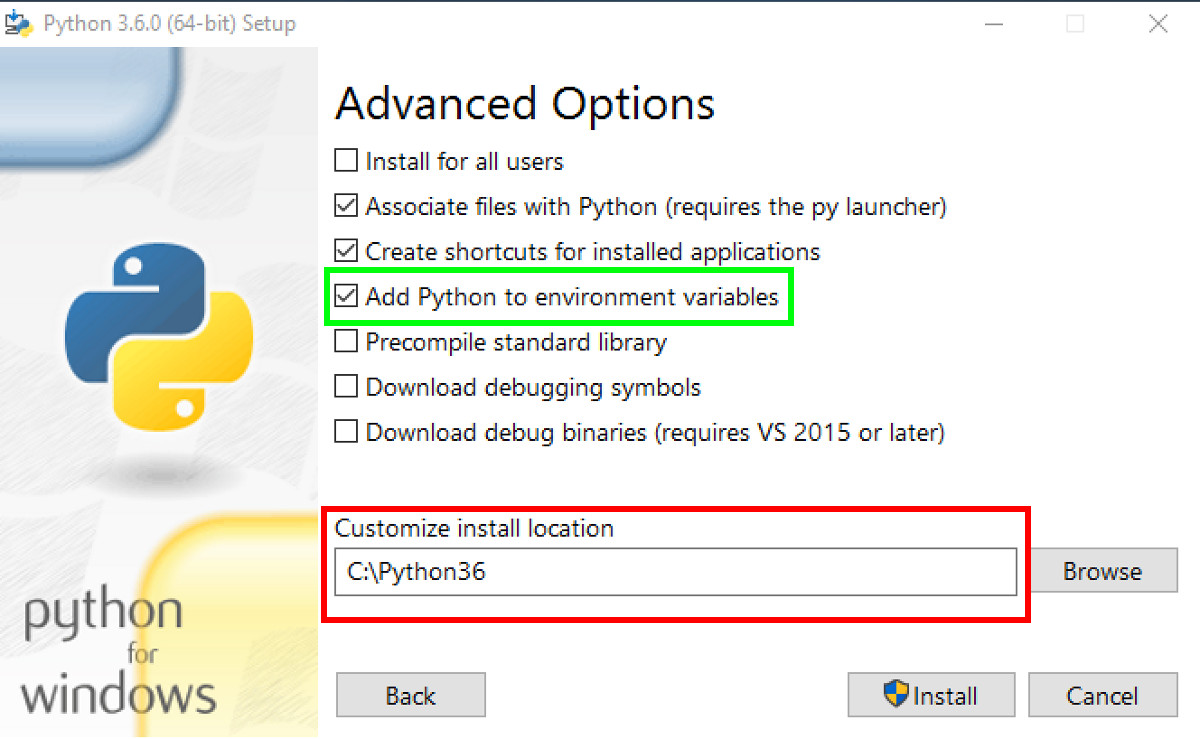 Python 3.6.0 (64-bit) Setup
Advanced Options
Install for all users
Associate files with Python (requires the py launcher)
Create shortcuts for installed applications
Add Python to environment variables
Precompile standard library
Download debugging symbols
Download debug binaries (requires VS 2015 or later)
Customize install location
C:\Python36
Browse
python
for
windows
Back
Install
Cancel